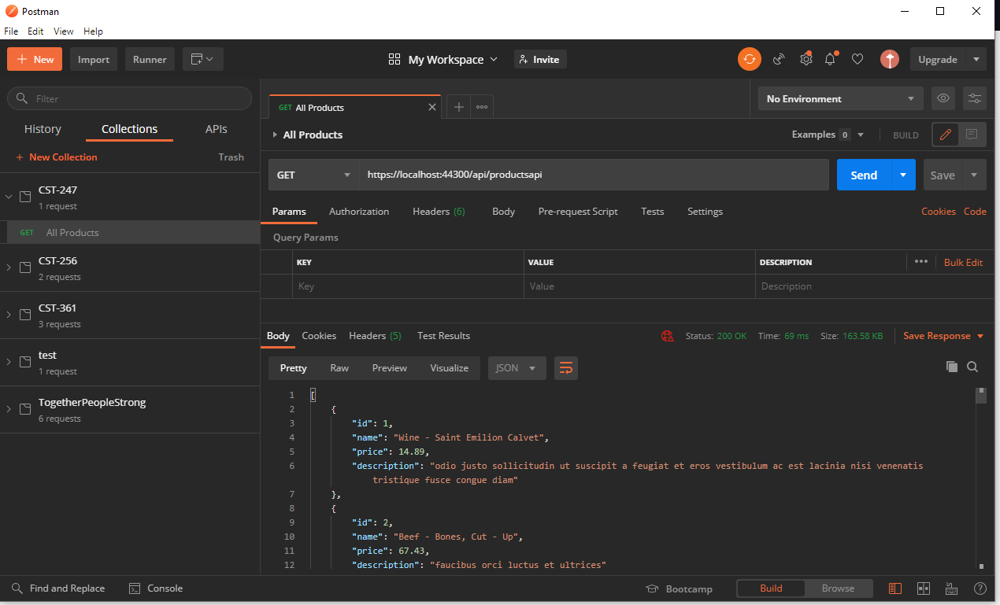 Postman
File Edit View Help
+ New Import Runner My Workspace Invite Upgrade
Filter
History Collections APIs
+ New Collection Trash
CST-247
1 request
GET All Products
CST-256
2 requests
CST-361
3 requests
test
1 request
TogetherPeopleStrong
6 requests
GET All Products
No Environment
All Products
Examples 0 BUILD
GET https://localhost:44300/api/productsapi Send Save
Params Authorization Headers (6) Body Pre-request Script Tests Settings Cookies Code
Query Params
KEY VALUE DESCRIPTION ••• Bulk Edit
Key Value Description
Body Cookies Headers (5) Test Results Status: 200 OK Time: 69 ms Size: 163.58 KB Save Response
Pretty Raw Preview Visualize JSON
1 [
2 {
3 "id": 1,
4 "name": "Wine - Saint Emilion Calvet",
5 "price": 14.89,
6 "description": "odio justo sollicitudin ut suscipit a feugiat et eros vestibulum ac est lacinia nisi venenatis
tristique fusce congue diam"
7 },
8 {
9 "id": 2,
10 "name": "Beef - Bones, Cut - Up",
11 "price": 67.43,
12 "description": "faucibus orci luctus et ultrices"
Find and Replace Console Bootcamp Build Browse